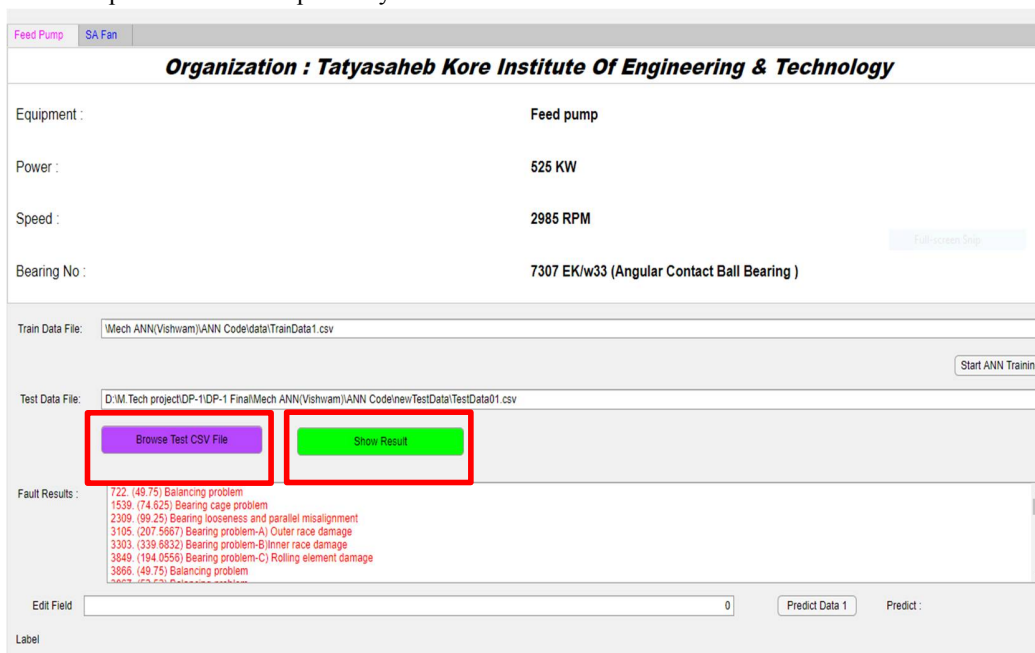 Feed Pump SA Fan
Organization : Tatyasaheb Kore Institute Of Engineering & Technology
Equipment : Feed pump
Power : 525 KW
Speed : 2985 RPM
Full-screen Snip
Bearing No : 7307 EK/w33 (Angular Contact Ball Bearing )
Train Data File: \Mech ANN(Vishwam)\ANN Code\data\TrainData1.csv
Start ANN Trainin
Test Data File: D:\M.Tech project\DP-1\DP-1 Final\Mech ANN(Vishwam)\ANN Code\newTestData\TestData01.csv
Browse Test CSV File Show Result
Fault Results : 722. (49.75) Balancing problem
1539. (74.625) Bearing cage problem
2309. (99.25) Bearing looseness and parallel misalignment
3105. (207.5667) Bearing problem-A) Outer race damage
3303. (339.6832) Bearing problem-B)Inner race damage
3849. (194.0556) Bearing problem-C) Rolling element damage
3866. (49.75) Balancing problem
Edit Field 0 Predict Data 1 Predict :
Label